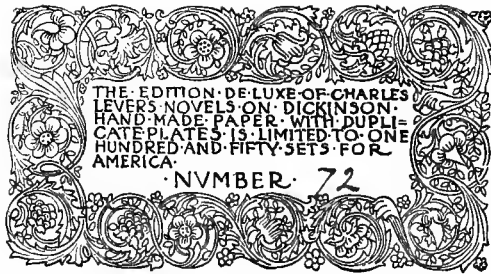 THE·EDITION·DE·LUXE·OF·CHARLES
LEVERS·NOVELS·ON·DICKINSON·
HAND·MADE·PAPER·WITH·DUPLI=
CATE·PLATES·IS·LIMITED·TO·ONE
HUNDRED·AND·FIFTY·SETS·FOR
AMERICA·
·NVMBER· 72